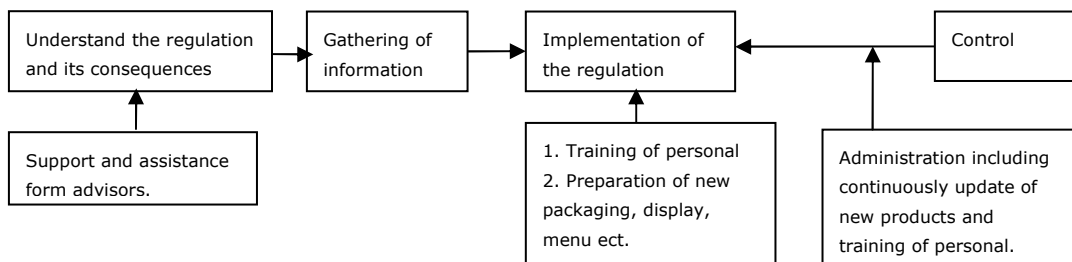 Understand the regulation
and its consequences
Gathering of
information
Implementation of
the regulation
Control
Support and assistance
form advisors.
1. Training of personal
2. Preparation of new
packaging, display,
menu ect.
Administration including
continuously update of
new products and
training of personal.